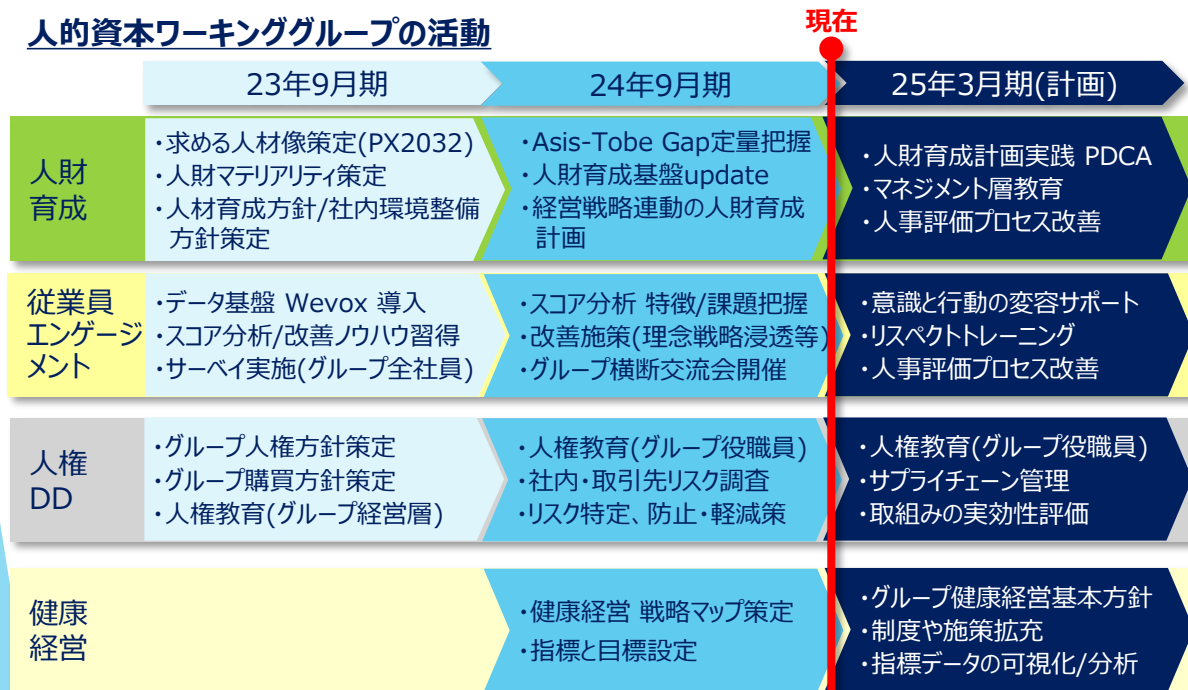 人的資本ワーキンググループの活動
現在
23年9月期
24年9月期
25年3月期(計画)
人財
育成
・求める人材像策定(PX2032)
・人財マテリアリティ策定
・人材育成方針/社内環境整備
方針策定
・Asis-Tobe Gap定量把握
・人財育成基盤update
・経営戦略連動の人財育成
計画
・人財育成計画実践 PDCA
・マネジメント層教育
・人事評価プロセス改善
従業員
エンゲージ
メント
・データ基盤 Wevox 導入
・スコア分析/改善ノウハウ習得
・サーベイ実施(グループ全社員)
・スコア分析 特徴/課題把握
・改善施策(理念戦略浸透等)
・グループ横断交流会開催
・意識と行動の変容サポート
・リスペクトトレーニング
・人事評価プロセス改善
人権
DD
・グループ人権方針策定
・グループ購買方針策定
・人権教育(グループ経営層)
・人権教育(グループ役職員)
・社内・取引先リスク調査
・リスク特定、防止・軽減策
・人権教育(グループ役職員)
・サプライチェーン管理
・取組みの実効性評価
健康
経営
・健康経営 戦略マップ策定
・指標と目標設定
・グループ健康経営基本方針
・制度や施策拡充
・指標データの可視化/分析